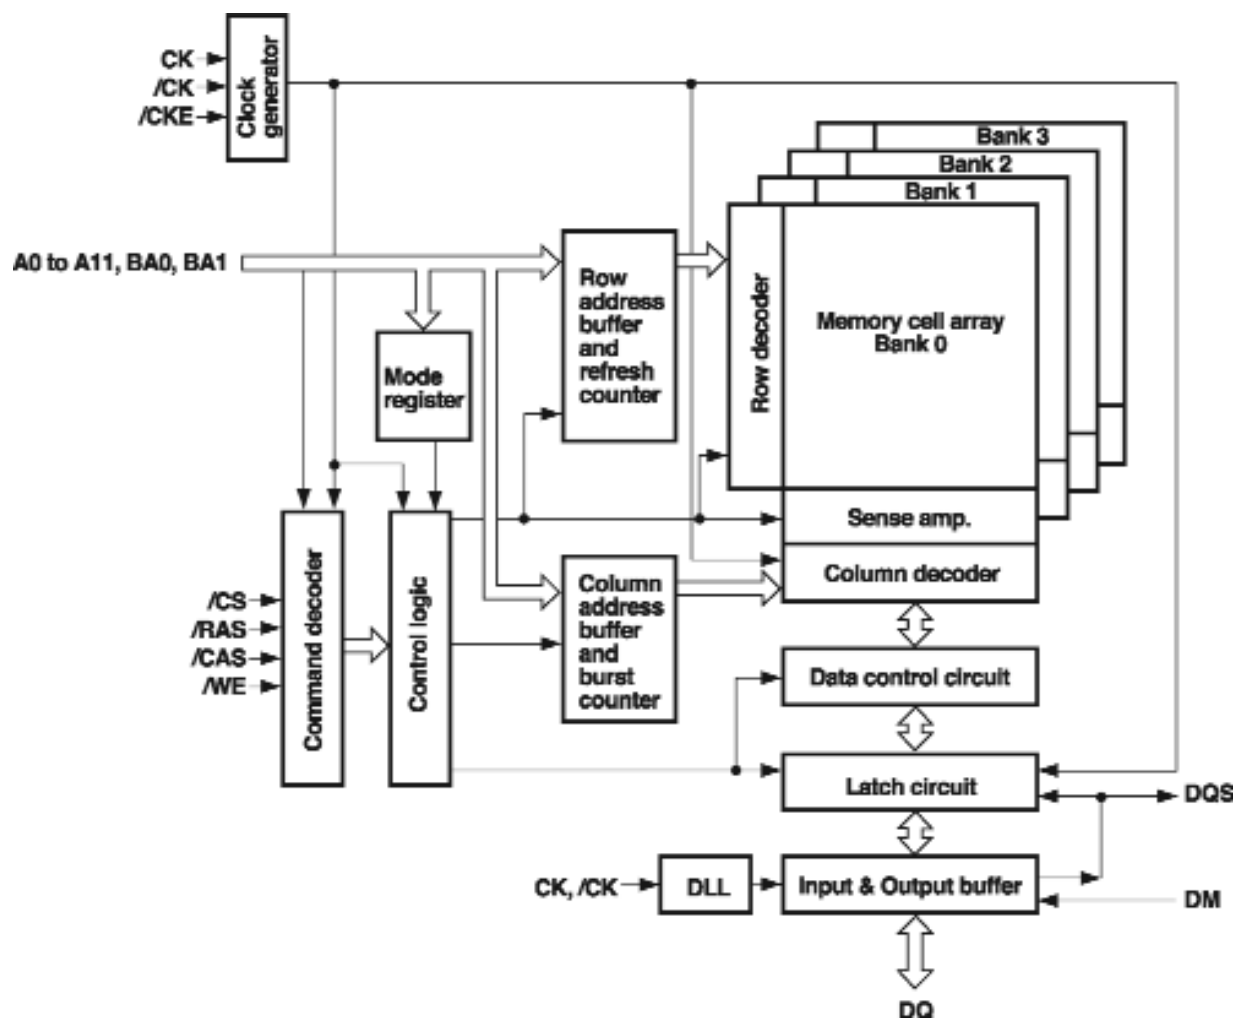 CK
/CK
/CKE
Clock
generator
Bank 3
Bank 2
Bank 1
A0 to A11, BA0, BA1
Row
address
buffer
and
refresh
counter
Row decoder
Memory cell array
Bank 0
Mode
register
Sense amp.
Column decoder
Command decoder
Control logic
Column
address
buffer
and
burst
counter
/CS
/RAS
/CAS
/WE
Data control circuit
Latch circuit
DQS
CK, /CK
DLL
Input & Output buffer
DM
DQ